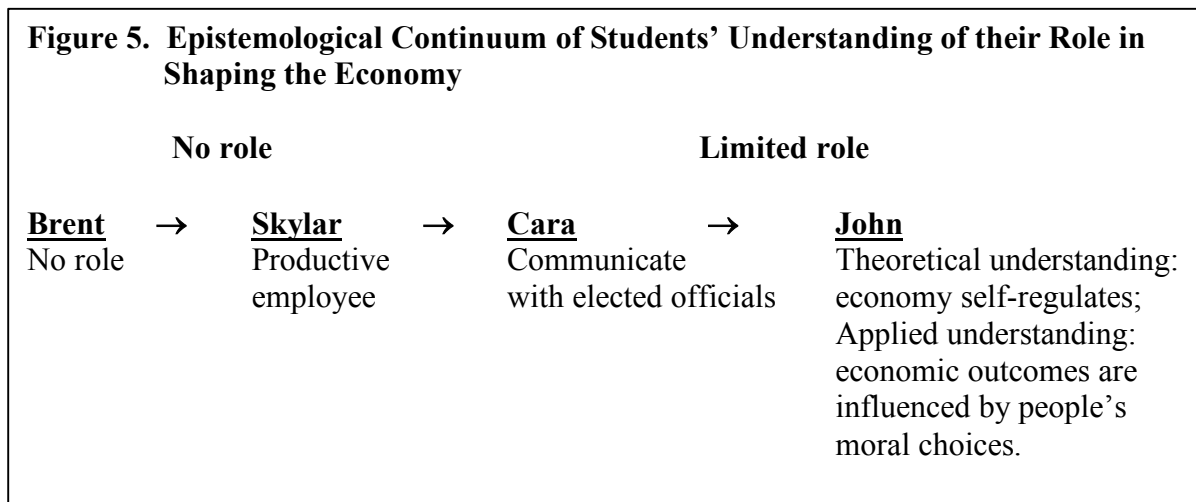 Figure 5. Epistemological Continuum of Students’ Understanding of their Role in
Shaping the Economy
No role Limited role
Brent → Skylar → Cara → John
No role Productive Communicate Theoretical understanding:
employee with elected officials economy self-regulates;
Applied understanding:
economic outcomes are
influenced by people’s
moral choices.